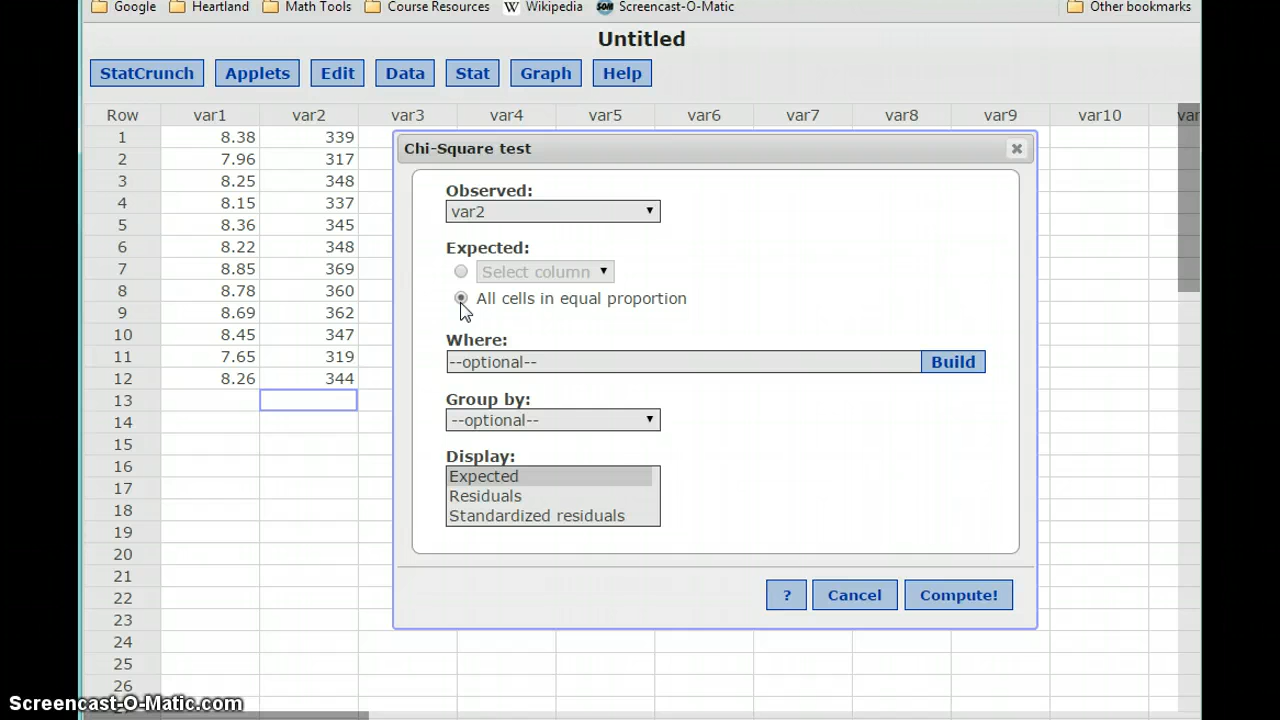 Google Heartland Math Tools Course Resources W Wikipedia SOM Screencast-O-Matic Other bookmarks
Untitled
StatCrunch Applets Edit Data Stat Graph Help
Row var1 var2 var3 var4 var5 var6 var7 var8 var9 var10 var
1 8.38 339
Chi-Square test
2 7.96 317
3 8.25 348
Observed:
4 8.15 337
var2
5 8.36 345
6 8.22 348
Expected:
7 8.85 369
Select column
8 8.78 360
All cells in equal proportion
9 8.69 362
10 8.45 347
Where:
11 7.65 319
--optional-- Build
12 8.26 344
13
Group by:
14
--optional--
15
Display:
16
Expected
17
Residuals
18
Standardized residuals
19
20
21
22
? Cancel Compute!
23
24
25
26
Screencast-O-Matic.com